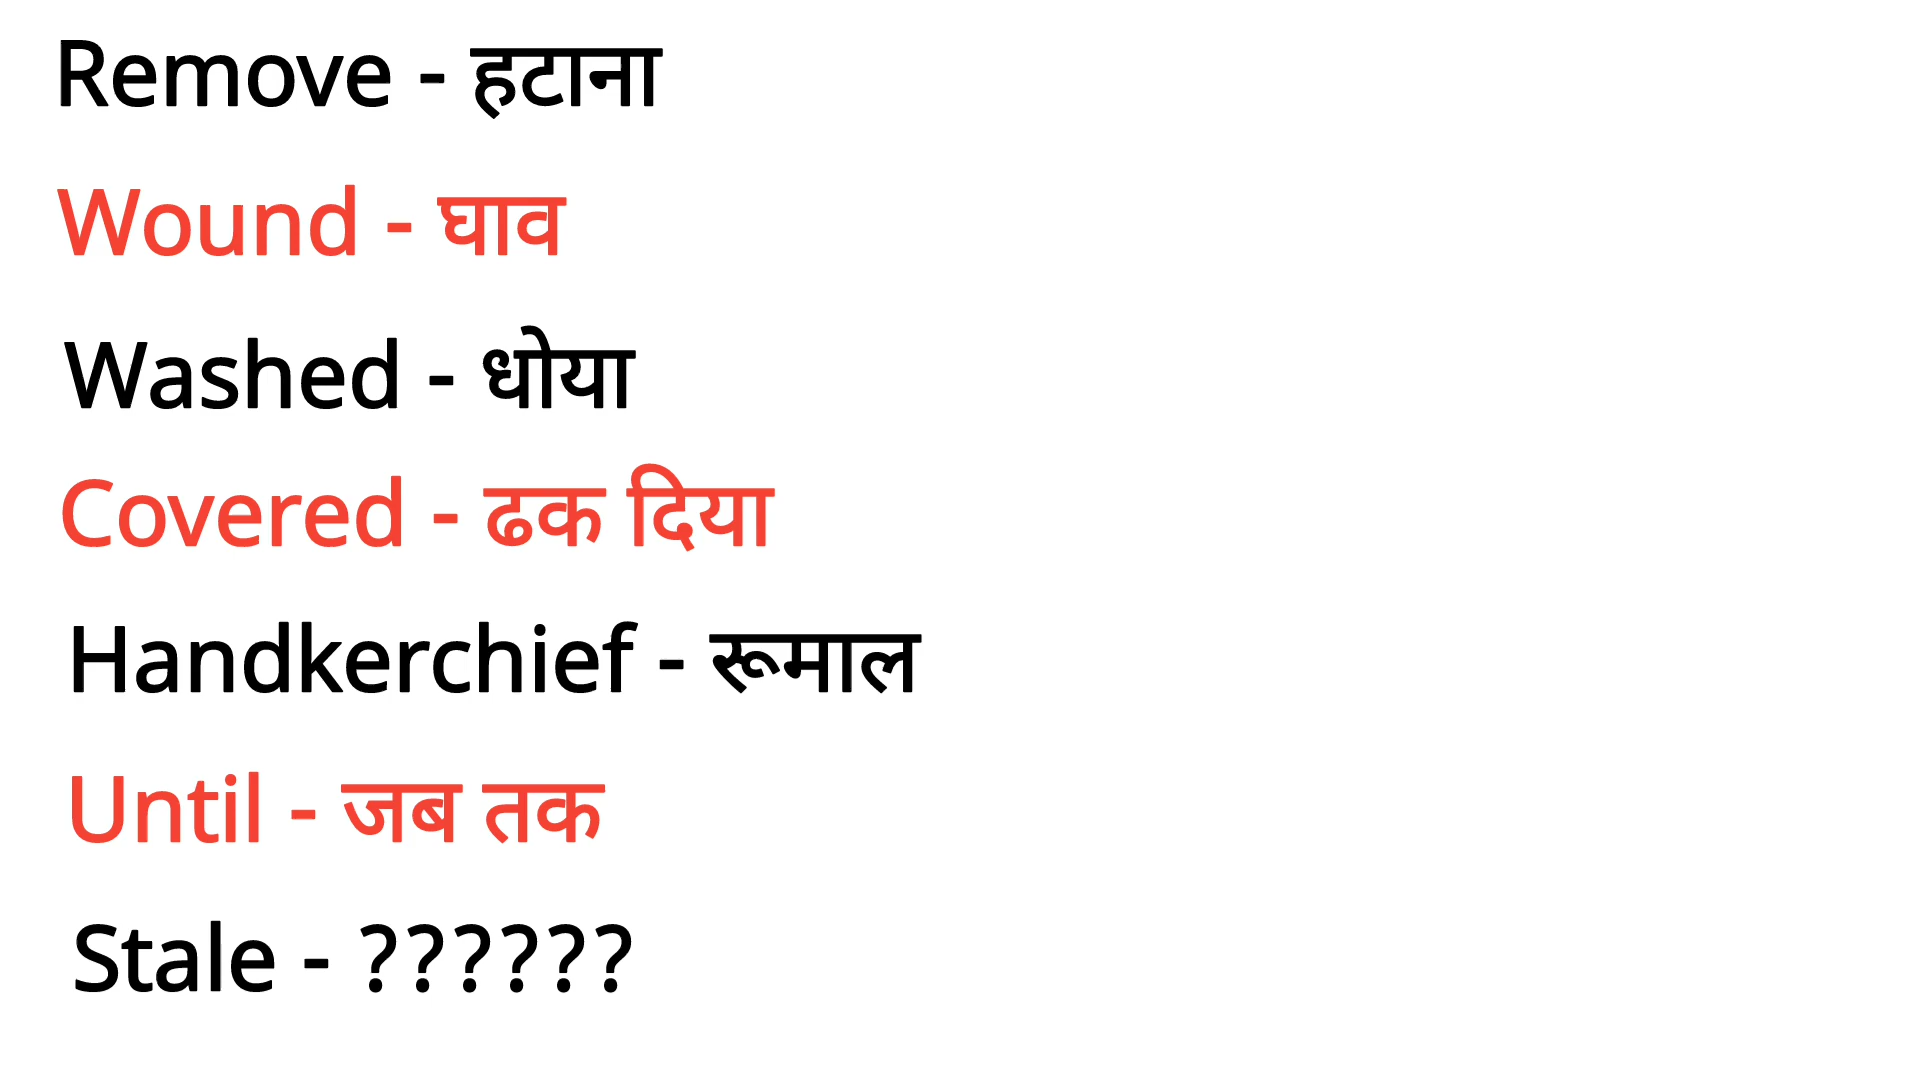 Remove - हटाना
Wound - घाव
Washed - धोया
Covered - ढक दिया
Handkerchief - रूमाल
Until - जब तक
Stale - ??????